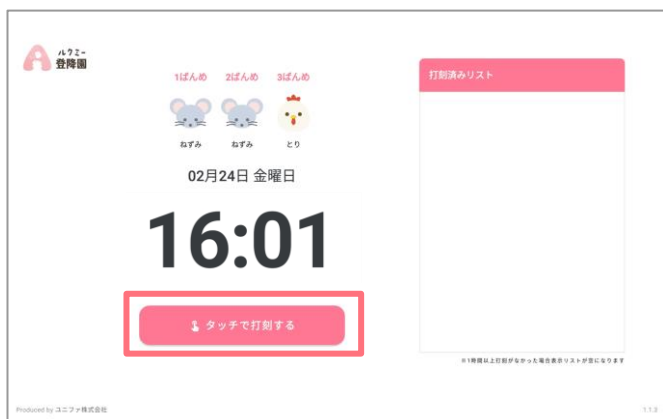 ルクミー
登降園
1ばんめ 2ばんめ 3ばんめ
ねずみ ねずみ とり
02月24日 金曜日
16:01
タッチで打刻する
打刻済みリスト
※1時間以上打刻がなかった場合表示リストが空になります
Produced by ユニファ株式会社
1.1.3